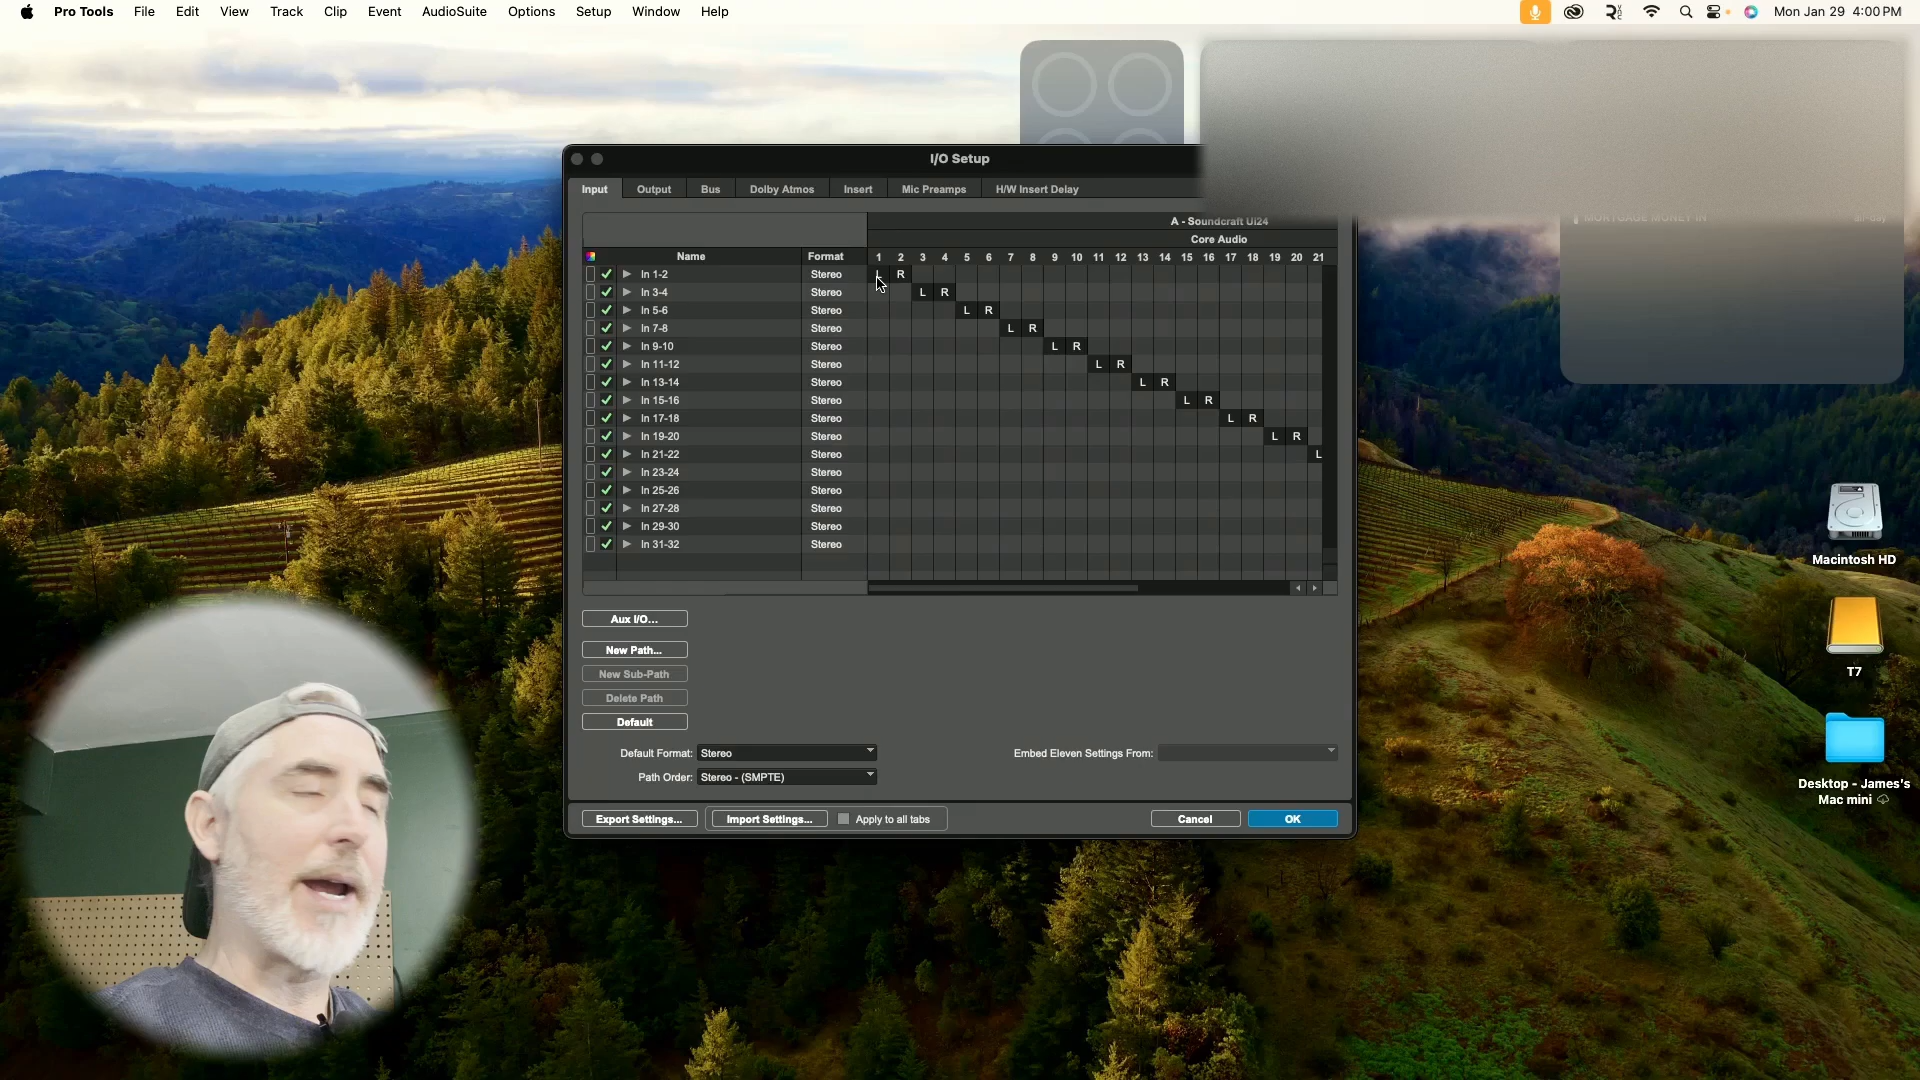 Pro Tools File Edit View Track Clip Event AudioSuite Options Setup Window Help Mon Jan 29 4:00 PM
I/O Setup
Input Output Bus Dolby Atmos Insert Mic Preamps H/W Insert Delay
A - Soundcraft Ui24
MORTGAGE MONEY IN all-day
Core Audio
Name Format 1 2 3 4 5 6 7 8 9 10 11 12 13 14 15 16 17 18 19 20 21
In 1-2 Stereo L R
In 3-4 Stereo L R
In 5-6 Stereo L R
In 7-8 Stereo L R
In 9-10 Stereo L R
In 11-12 Stereo L R
In 13-14 Stereo L R
In 15-16 Stereo L R
In 17-18 Stereo L R
In 19-20 Stereo L R
In 21-22 Stereo L
In 23-24 Stereo
In 25-26 Stereo
In 27-28 Stereo
In 29-30 Stereo
In 31-32 Stereo
Macintosh HD
Aux I/O...
New Path...
New Sub-Path
Delete Path
Default
T7
Default Format: Stereo Embed Eleven Settings From:
Path Order: Stereo - (SMPTE)
Desktop - James's
Mac mini
Export Settings... Import Settings... Apply to all tabs Cancel OK